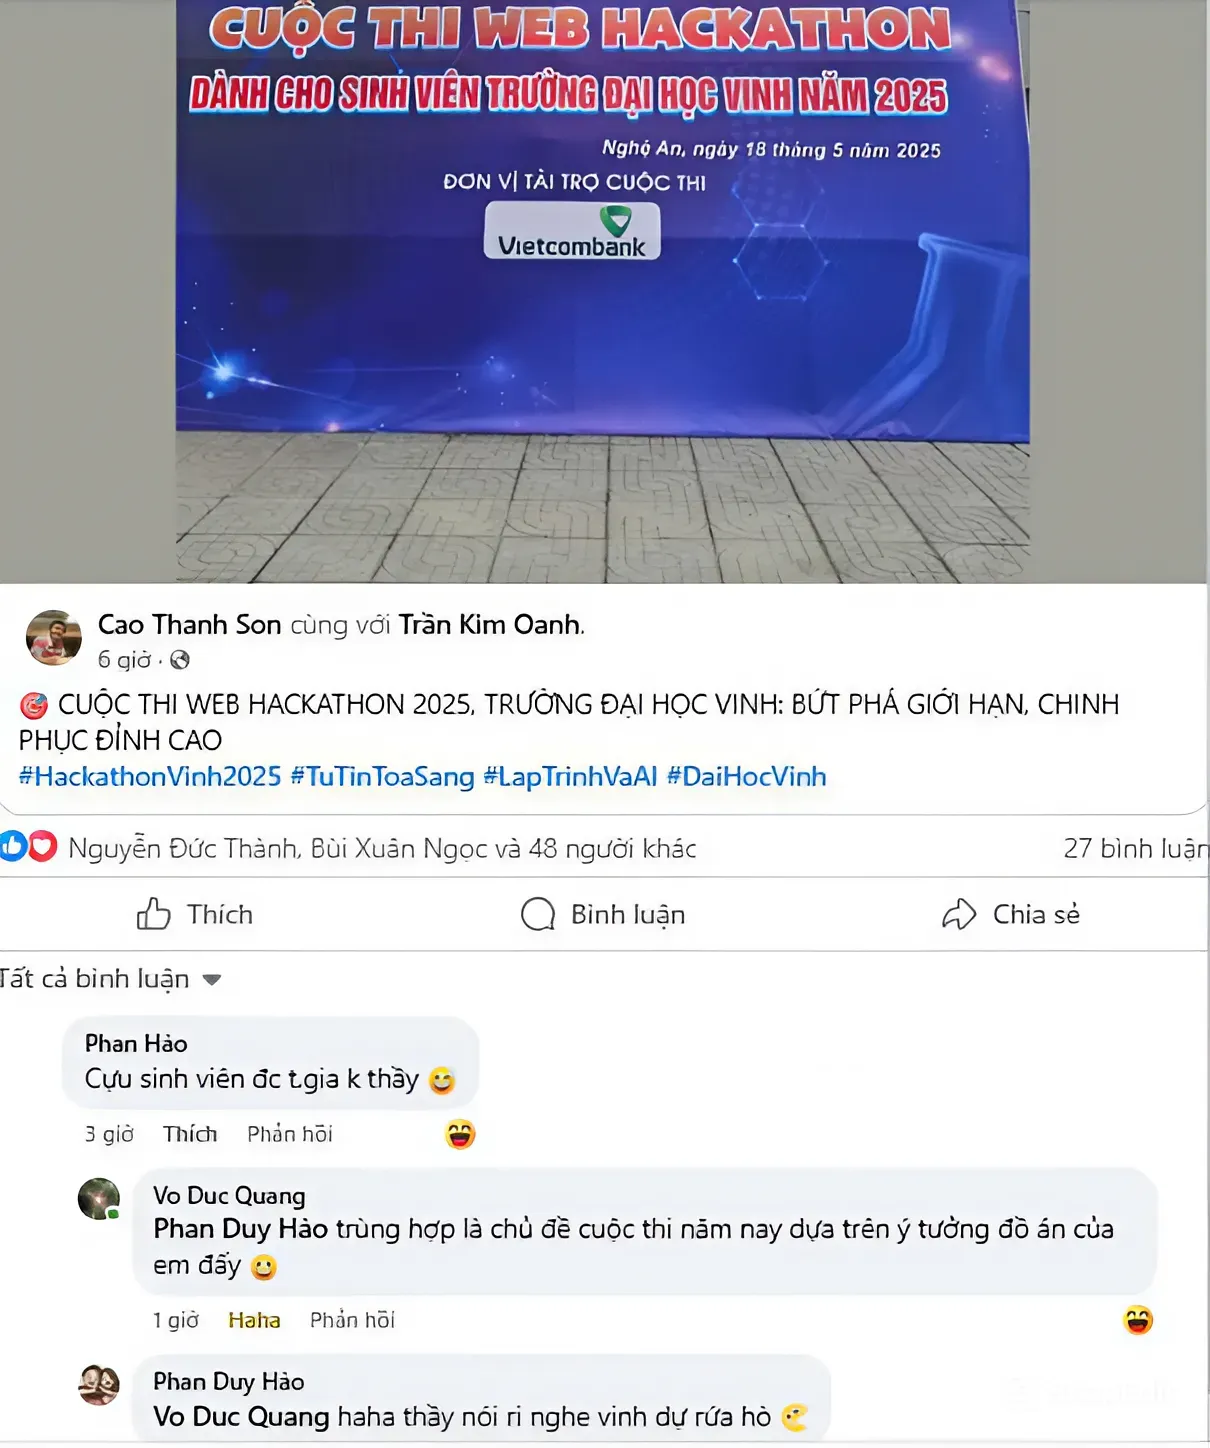 CUỘC THI WEB HACKATHON
DÀNH CHO SINH VIÊN TRƯỜNG ĐẠI HỌC VINH NĂM 2025
Nghệ An, ngày 18 tháng 5 năm 2025
ĐƠN VỊ TÀI TRỢ CUỘC THI
Vietcombank
Cao Thanh Son cùng với Trần Kim Oanh.
6 giờ ·
🎯 CUỘC THI WEB HACKATHON 2025, TRƯỜNG ĐẠI HỌC VINH: BỨT PHÁ GIỚI HẠN, CHINH
PHỤC ĐỈNH CAO
#HackathonVinh2025 #TuTinToaSang #LapTrinhVaAI #DaiHocVinh
Nguyễn Đức Thành, Bùi Xuân Ngọc và 48 người khác 27 bình luận
Thích Bình luận Chia sẻ
Tất cả bình luận
Phan Hảo
Cựu sinh viên đc t.gia k thầy 😄
3 giờ Thích Phản hồi
Vo Duc Quang
Phan Duy Hảo trùng hợp là chủ đề cuộc thi năm nay dựa trên ý tưởng đồ án của
em đấy 😀
1 giờ Haha Phản hồi
Phan Duy Hảo
Vo Duc Quang haha thầy nói ri nghe vinh dự rứa hò